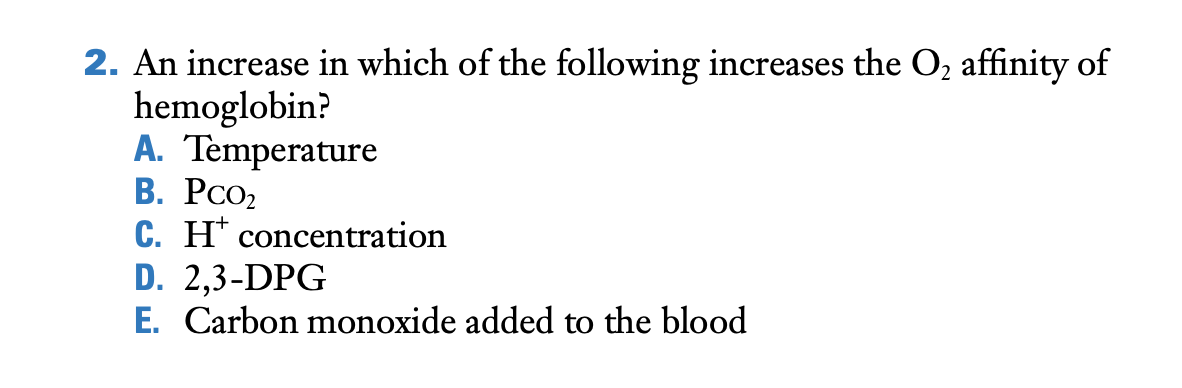 2. An increase in which of the following increases the O₂ affinity of
hemoglobin?
A. Temperature
B. PCO₂
C. H⁺ concentration
D. 2,3-DPG
E. Carbon monoxide added to the blood